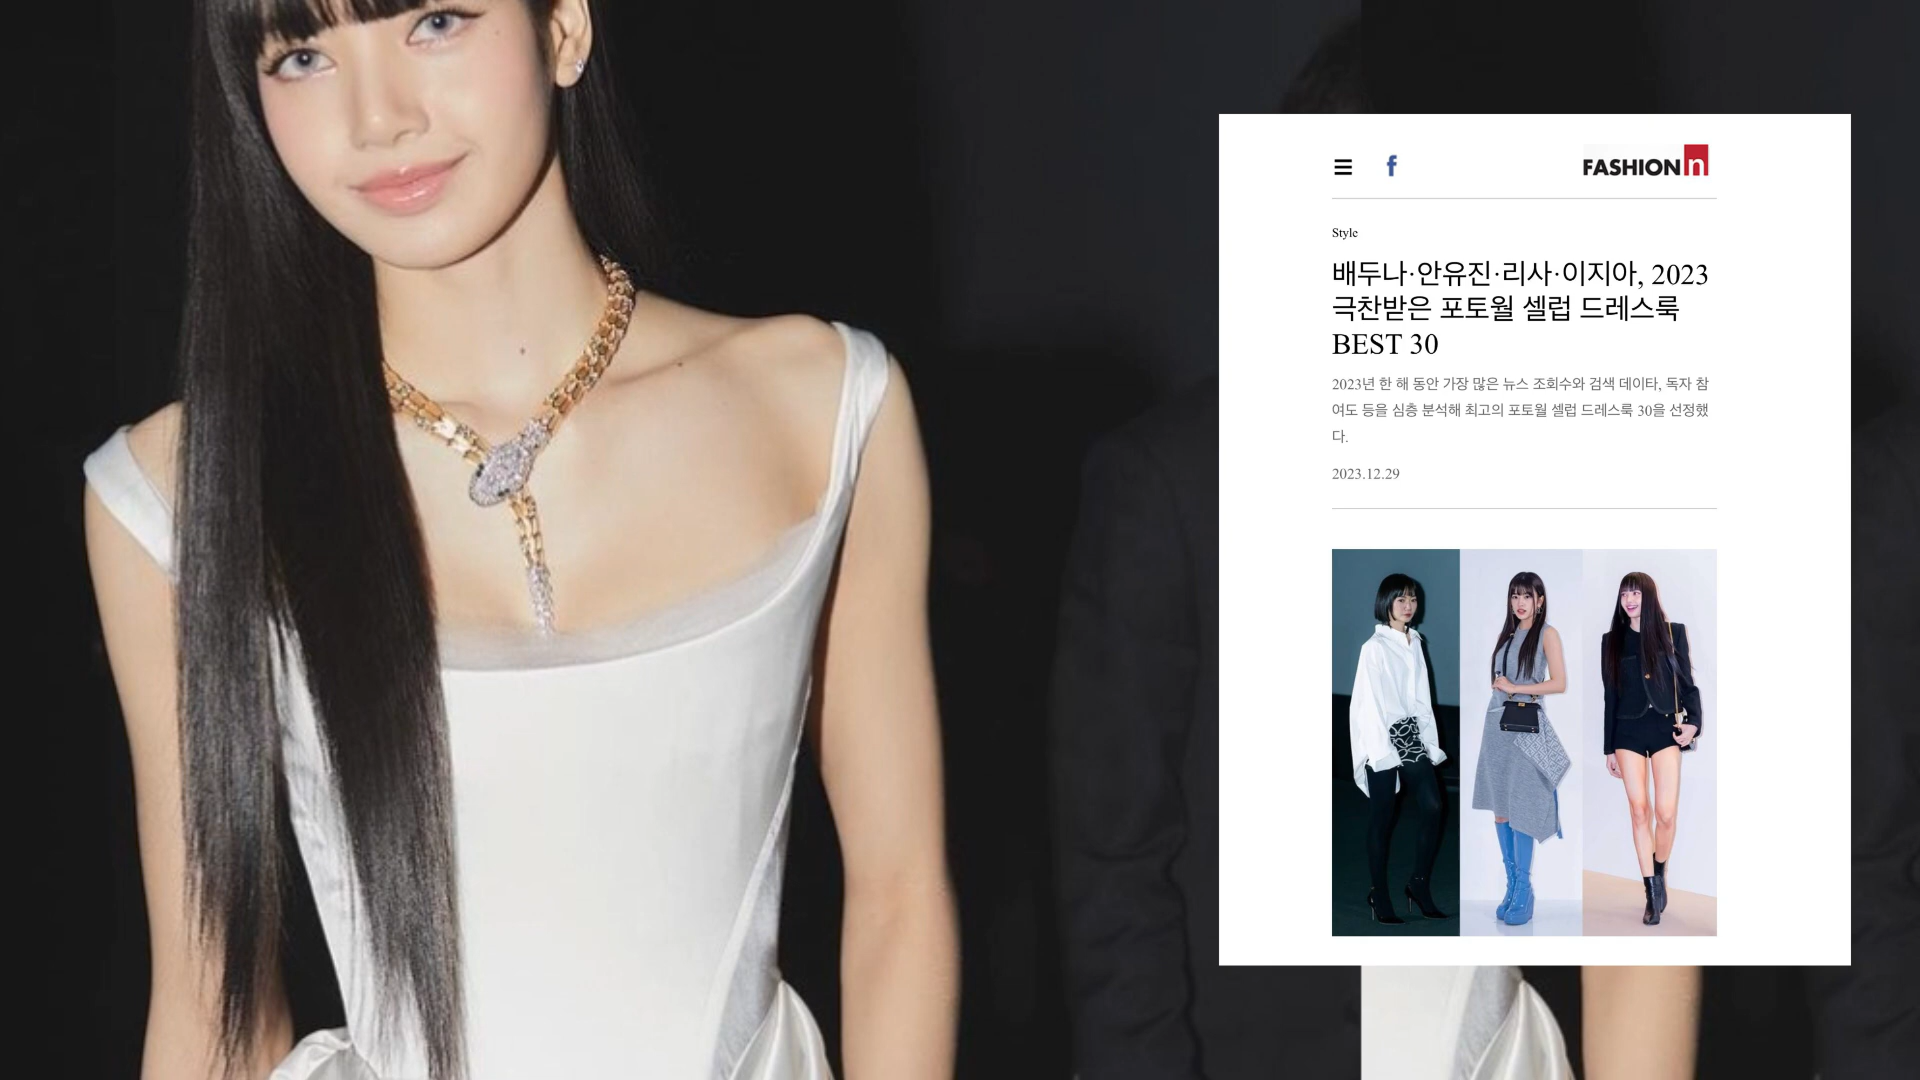 f
FASHION n
Style
배두나·안유진·리사·이지아, 2023
극찬받은 포토월 셀럽 드레스룩
BEST 30
2023년 한 해 동안 가장 많은 뉴스 조회수와 검색 데이타, 독자 참
여도 등을 심층 분석해 최고의 포토월 셀럽 드레스룩 30을 선정했
다.
2023.12.29